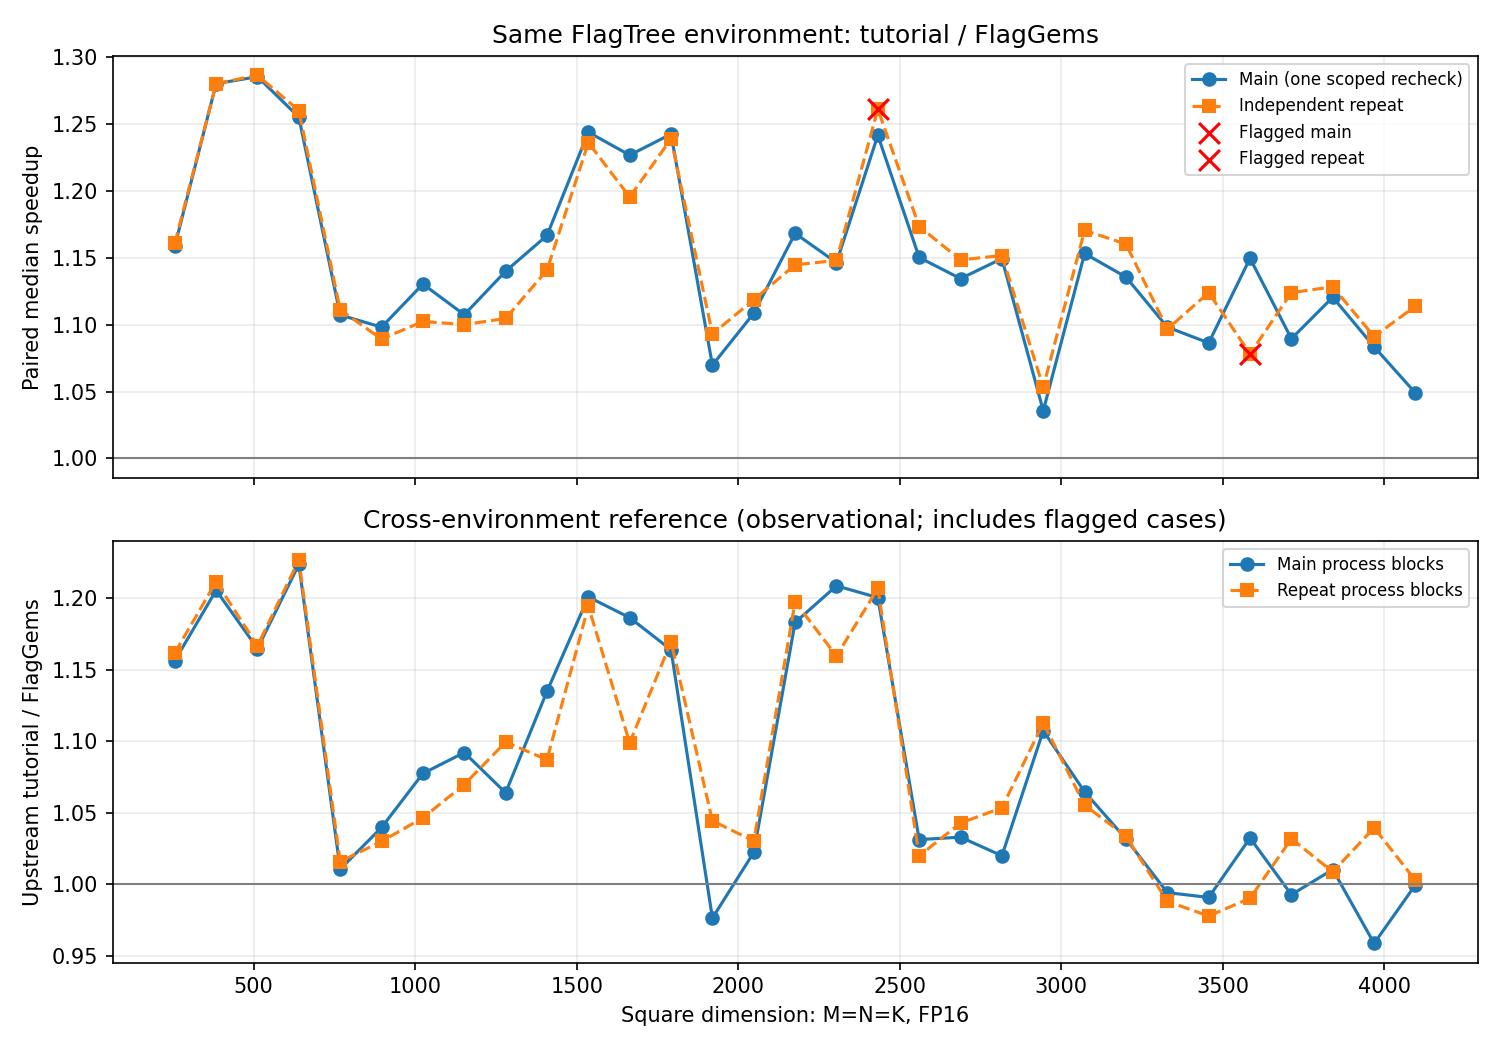 Same FlagTree environment: tutorial / FlagGems
Paired median speedup
1.30
1.25
1.20
1.15
1.10
1.05
1.00
Main (one scoped recheck)
Independent repeat
Flagged main
Flagged repeat
Cross-environment reference (observational; includes flagged cases)
Upstream tutorial / FlagGems
1.20
1.15
1.10
1.05
1.00
0.95
Main process blocks
Repeat process blocks
500 1000 1500 2000 2500 3000 3500 4000
Square dimension: M=N=K, FP16